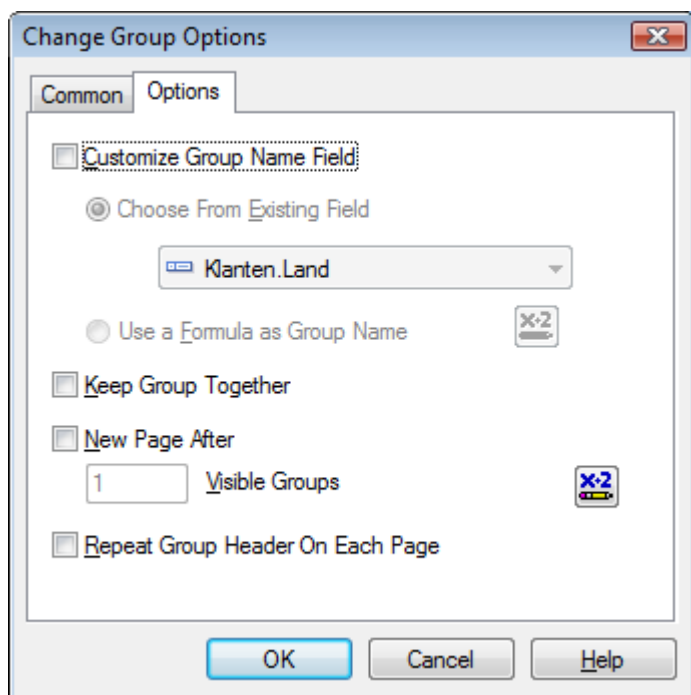 Change Group Options
Common Options
Customize Group Name Field
Choose From Existing Field
Klanten.Land
Use a Formula as Group Name X+2
Keep Group Together
New Page After
1 Visible Groups X+2
Repeat Group Header On Each Page
OK Cancel Help